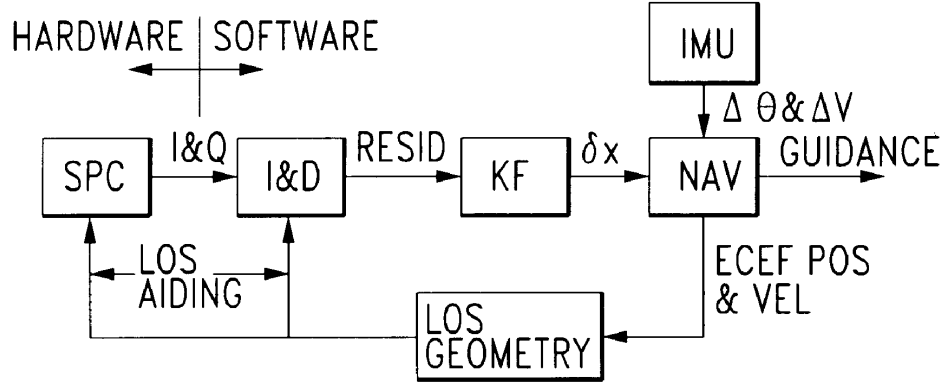 HARDWARE SOFTWARE
IMU
Δ θ & ΔV
SPC
I&Q
I&D
RESID
KF
δx
NAV
GUIDANCE
LOS
AIDING
ECEF POS
& VEL
LOS
GEOMETRY